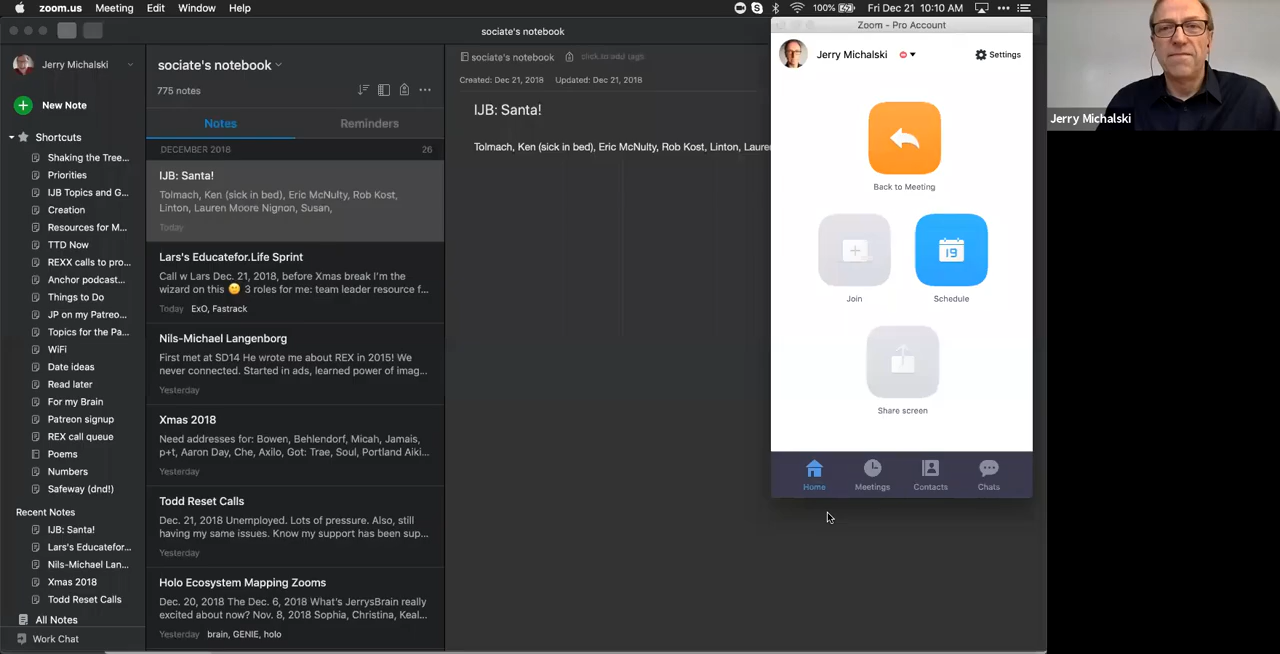 zoom.us Meeting Edit Window Help
100% Fri Dec 21 10:10 AM
sociate's notebook
Zoom - Pro Account
Jerry Michalski
New Note
Shortcuts
Shaking the Tree...
Priorities
IJB Topics and G...
Creation
Resources for M...
TTD Now
REXX calls to pro...
Anchor podcast...
Things to Do
JP on my Patreo...
Topics for the Pa...
WiFi
Date ideas
Read later
For my Brain
Patreon signup
REX call queue
Poems
Numbers
Safeway (dnd!)
Recent Notes
IJB: Santa!
Lars's Educatefor...
Nils-Michael Lan...
Xmas 2018
Todd Reset Calls
All Notes
Work Chat
sociate's notebook
775 notes
Notes Reminders
DECEMBER 2018 26
IJB: Santa!
Tolmach, Ken (sick in bed), Eric McNulty, Rob Kost,
Linton, Lauren Moore Nignon, Susan,
Today
Lars's Educatefor.Life Sprint
Call w Lars Dec. 21, 2018, before Xmas break I'm the
wizard on this 3 roles for me: team leader resource f...
Today ExO, Fastrack
Nils-Michael Langenborg
First met at SD14 He wrote me about REX in 2015! We
never connected. Started in ads, learned power of imag...
Yesterday
Xmas 2018
Need addresses for: Bowen, Behlendorf, Micah, Jamais,
p+t, Aaron Day, Che, Axilo, Got: Trae, Soul, Portland Aiki...
Yesterday
Todd Reset Calls
Dec. 21, 2018 Unemployed. Lots of pressure. Also, still
having my same issues. Know my support has been sup...
Yesterday
Holo Ecosystem Mapping Zooms
Dec. 20, 2018 The Dec. 6, 2018 What's JerrysBrain really
excited about now? Nov. 8, 2018 Sophia, Christina, Keal...
Yesterday brain, GENIE, holo
sociate's notebook click to add tags
Created: Dec 21, 2018 Updated: Dec 21, 2018
IJB: Santa!
Tolmach, Ken (sick in bed), Eric McNulty, Rob Kost, Linton, Laure
Jerry Michalski
Settings
Back to Meeting
19
Join
Schedule
Share screen
Home
Meetings
Contacts
Chats
Jerry Michalski